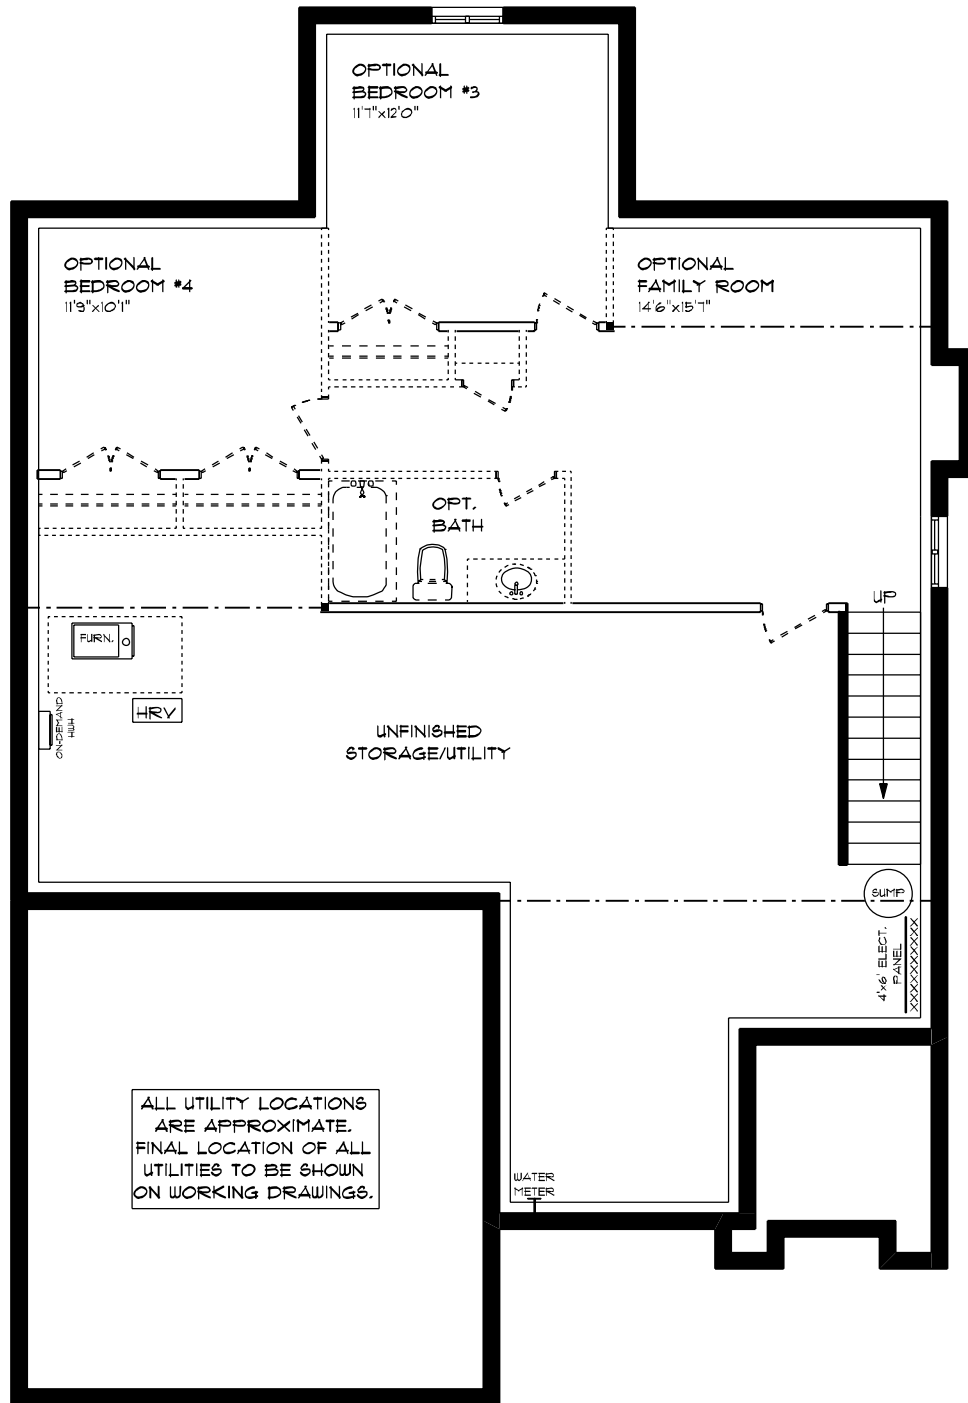 OPTIONAL
BEDROOM #3
11'7"x12'0"
OPTIONAL
BEDROOM #4
11'9"x10'1"
OPTIONAL
FAMILY ROOM
14'6"x15'7"
OPT.
BATH
UP
FURN.
HRV
ON-DEMAND
HWH
UNFINISHED
STORAGE/UTILITY
SUMP
4'x6' ELECT.
PANEL
ALL UTILITY LOCATIONS
ARE APPROXIMATE.
FINAL LOCATION OF ALL
UTILITIES TO BE SHOWN
ON WORKING DRAWINGS.
WATER
METER